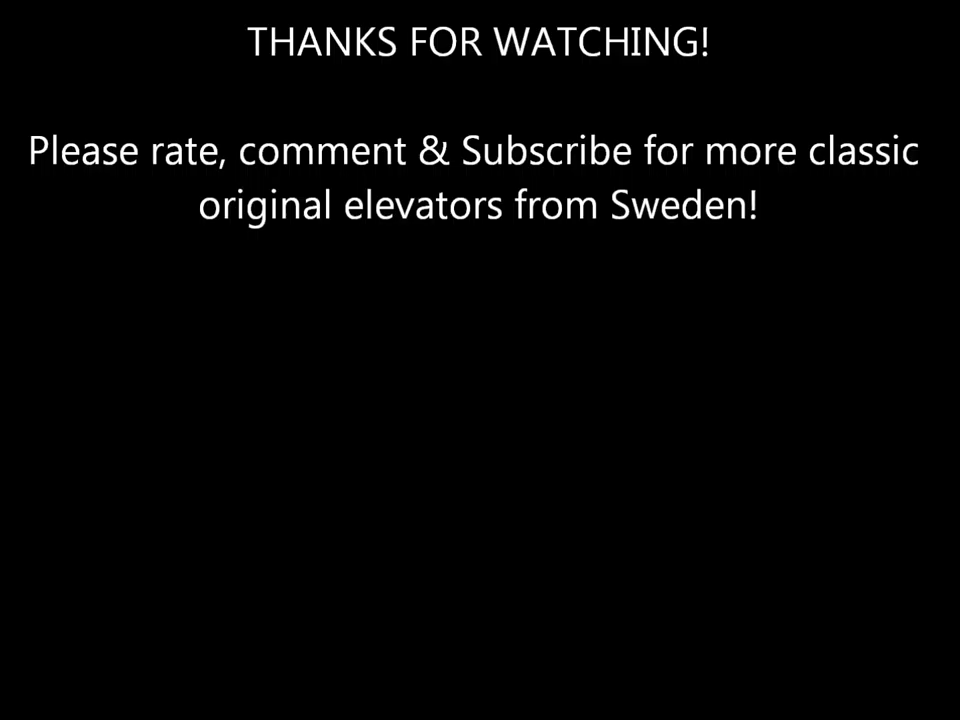 THANKS FOR WATCHING!
Please rate, comment & Subscribe for more classic
original elevators from Sweden!